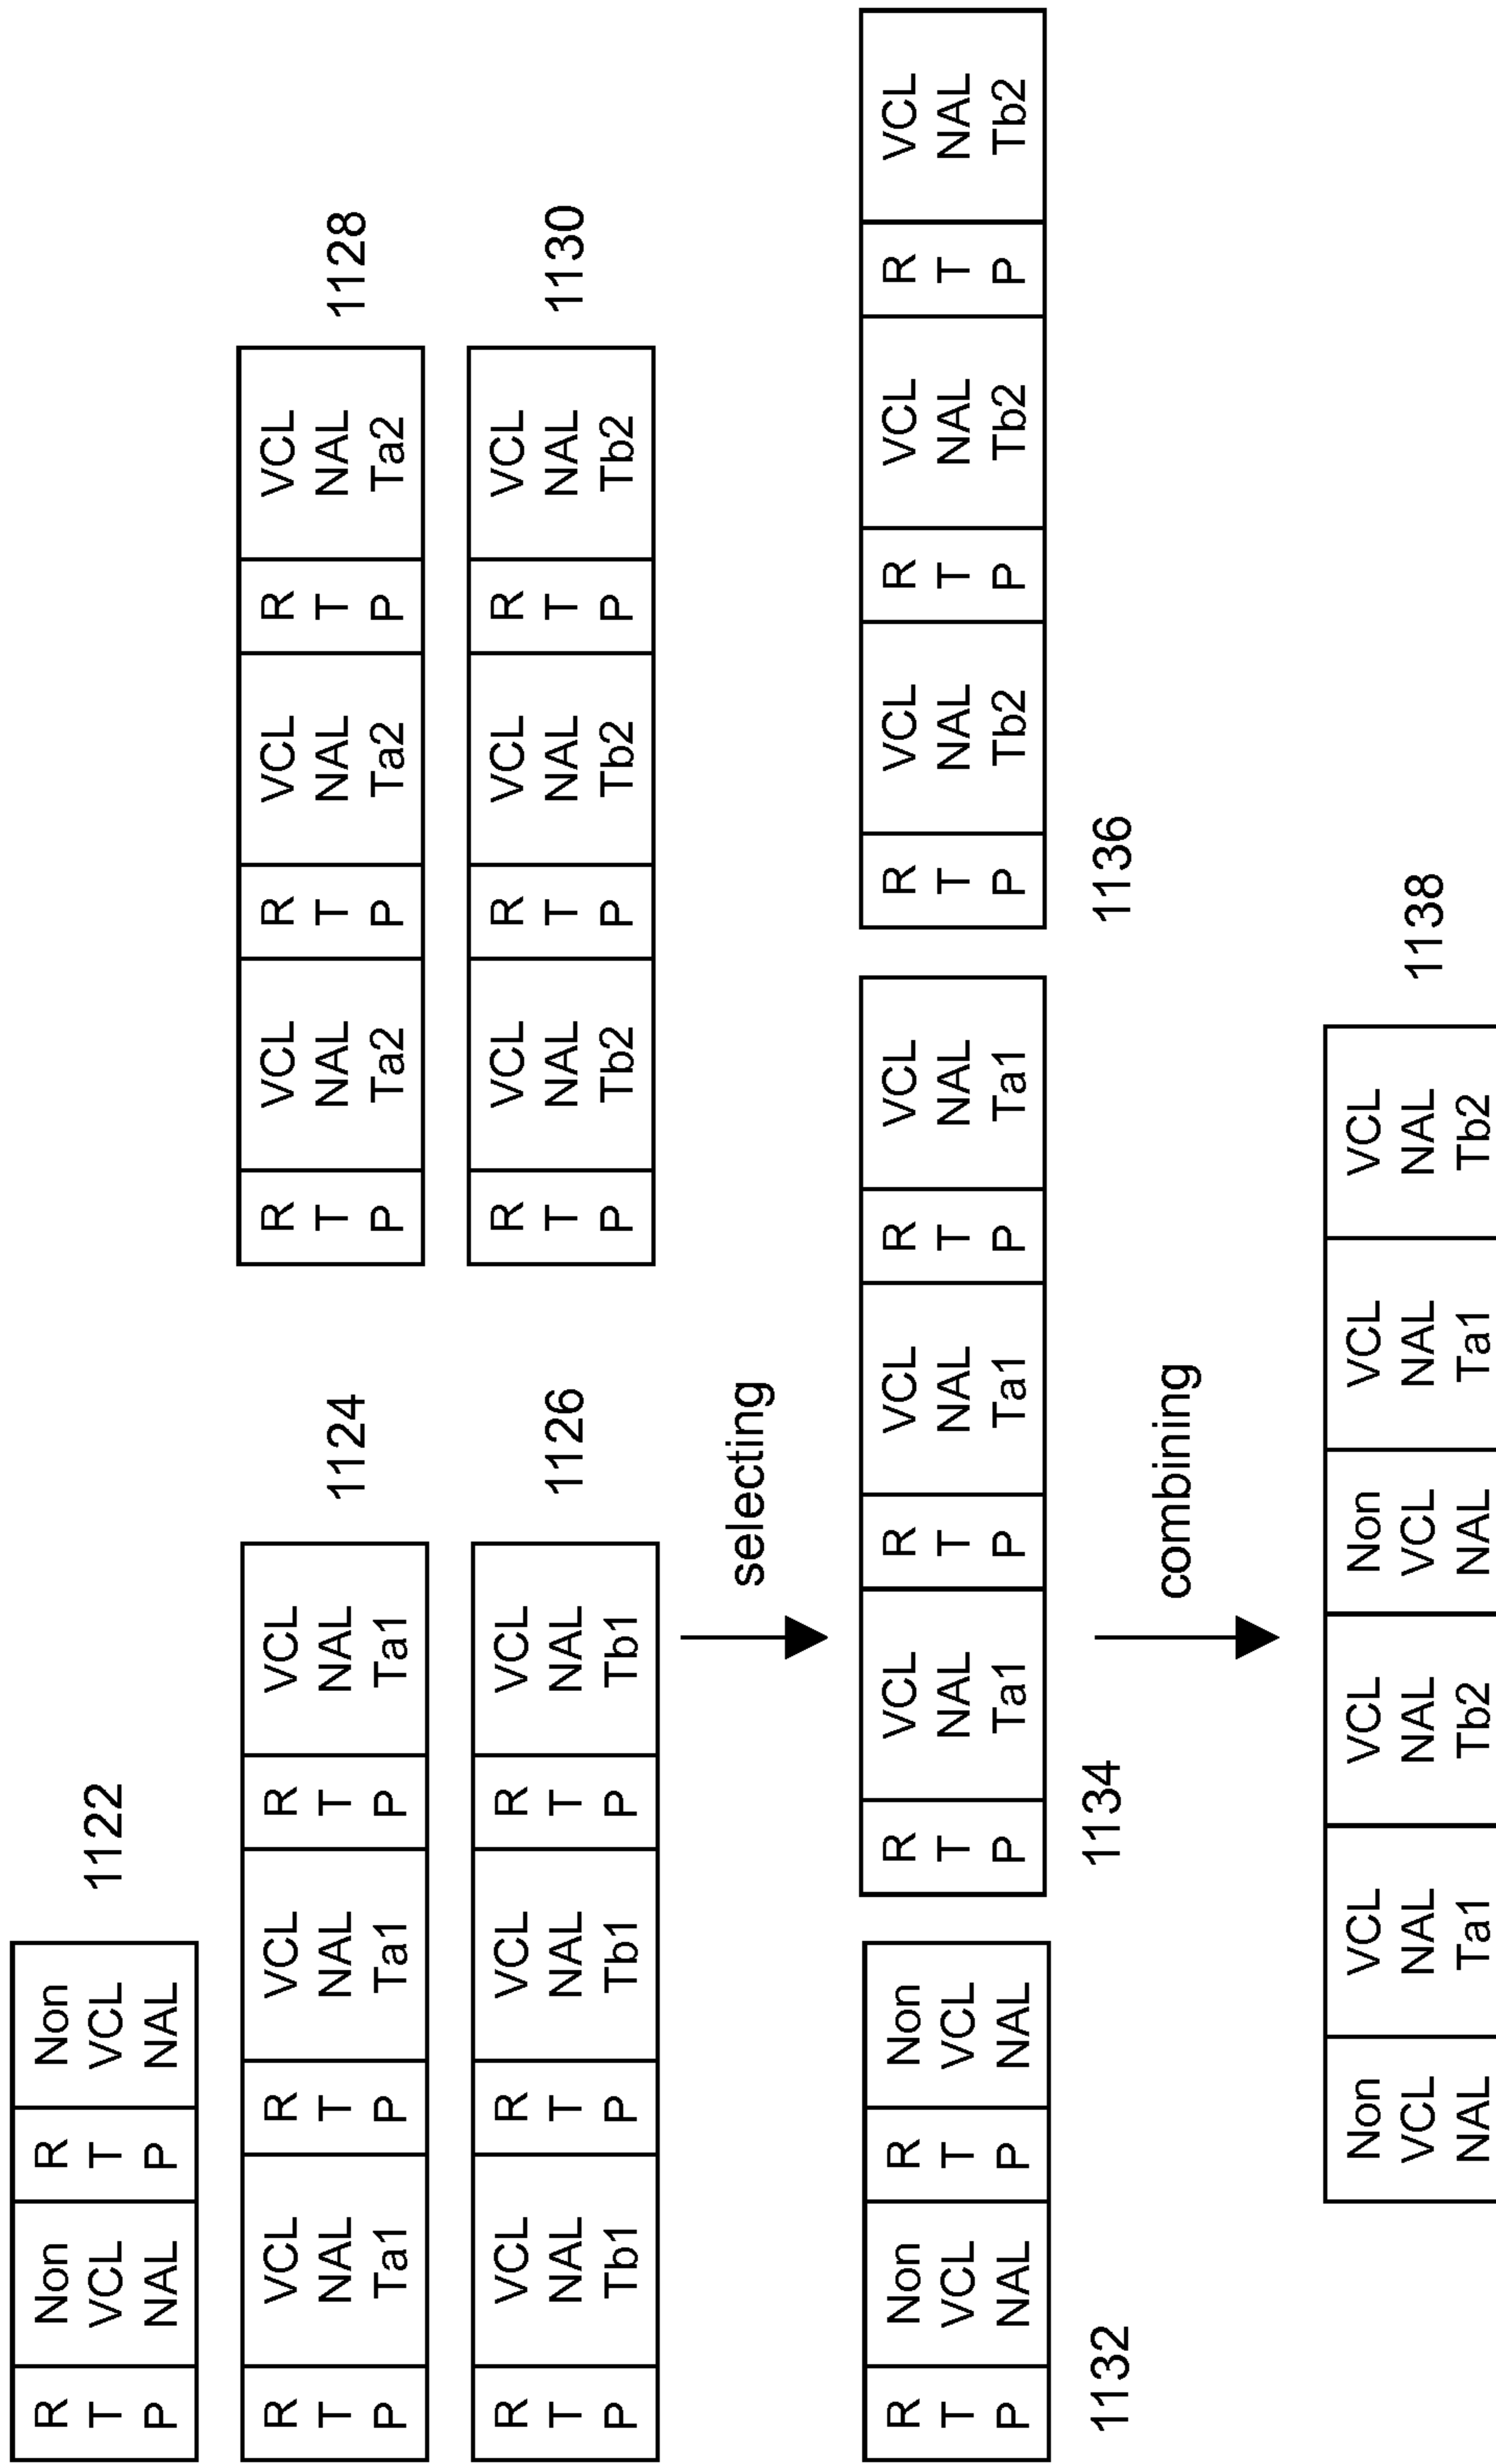 R Non R Non
T VCL T VCL 1122
P NAL P NAL
R VCL R VCL R VCL R VCL R VCL R VCL
T NAL T NAL T NAL 1124 T NAL T NAL T NAL 1128
P Ta1 P Ta1 P Ta1 P Ta2 P Ta2 P Ta2
R VCL R VCL R VCL R VCL R VCL R VCL
T NAL T NAL T NAL 1126 T NAL T NAL T NAL 1130
P Tb1 P Tb1 P Tb1 P Tb2 P Tb2 P Tb2
selecting
R Non R Non R VCL R VCL R VCL R VCL R VCL R VCL
T VCL T VCL T NAL T NAL T NAL T NAL T NAL T NAL
P NAL P NAL P Ta1 P Ta1 P Ta1 P Tb2 P Tb2 P Tb2
1132 1134 1136
combining
Non VCL VCL Non VCL VCL
VCL NAL NAL VCL NAL NAL 1138
NAL Ta1 Tb2 NAL Ta1 Tb2